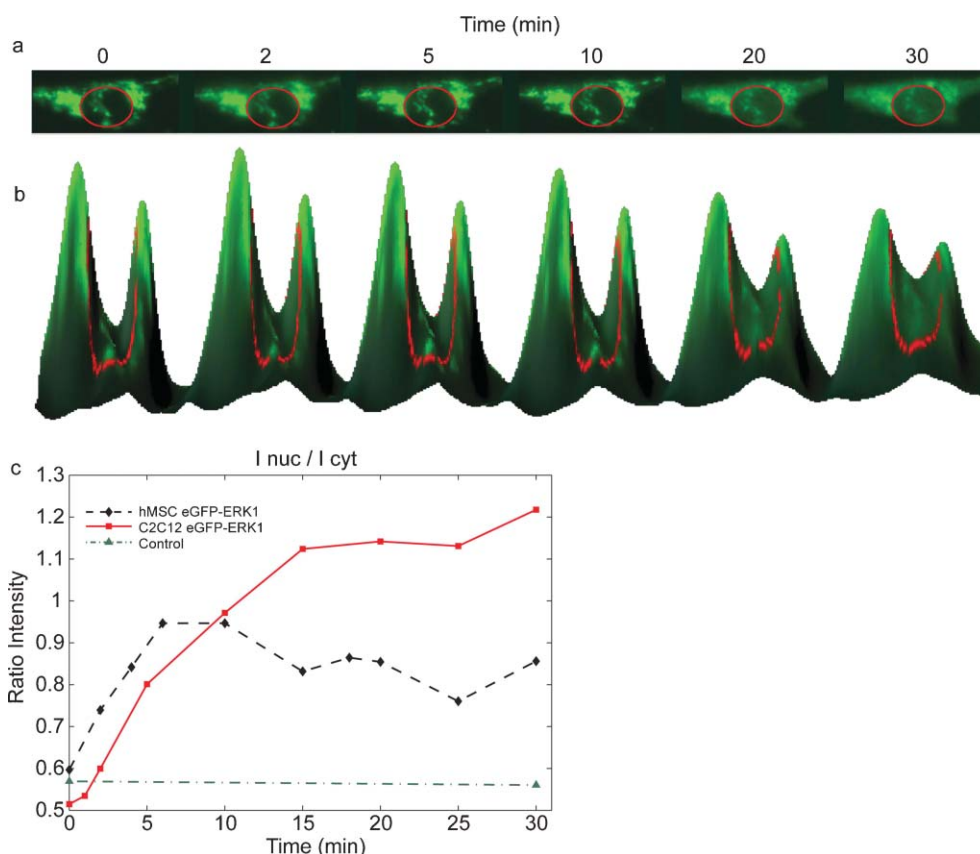 Time (min)
a
0 2 5 10 20 30
b
c
I nuc / I cyt
1.3
1.2
1.1
1
0.9
0.8
0.7
0.6
0.5
Ratio Intensity
hMSC eGFP-ERK1
C2C12 eGFP-ERK1
Control
0 5 10 15 20 25 30
Time (min)